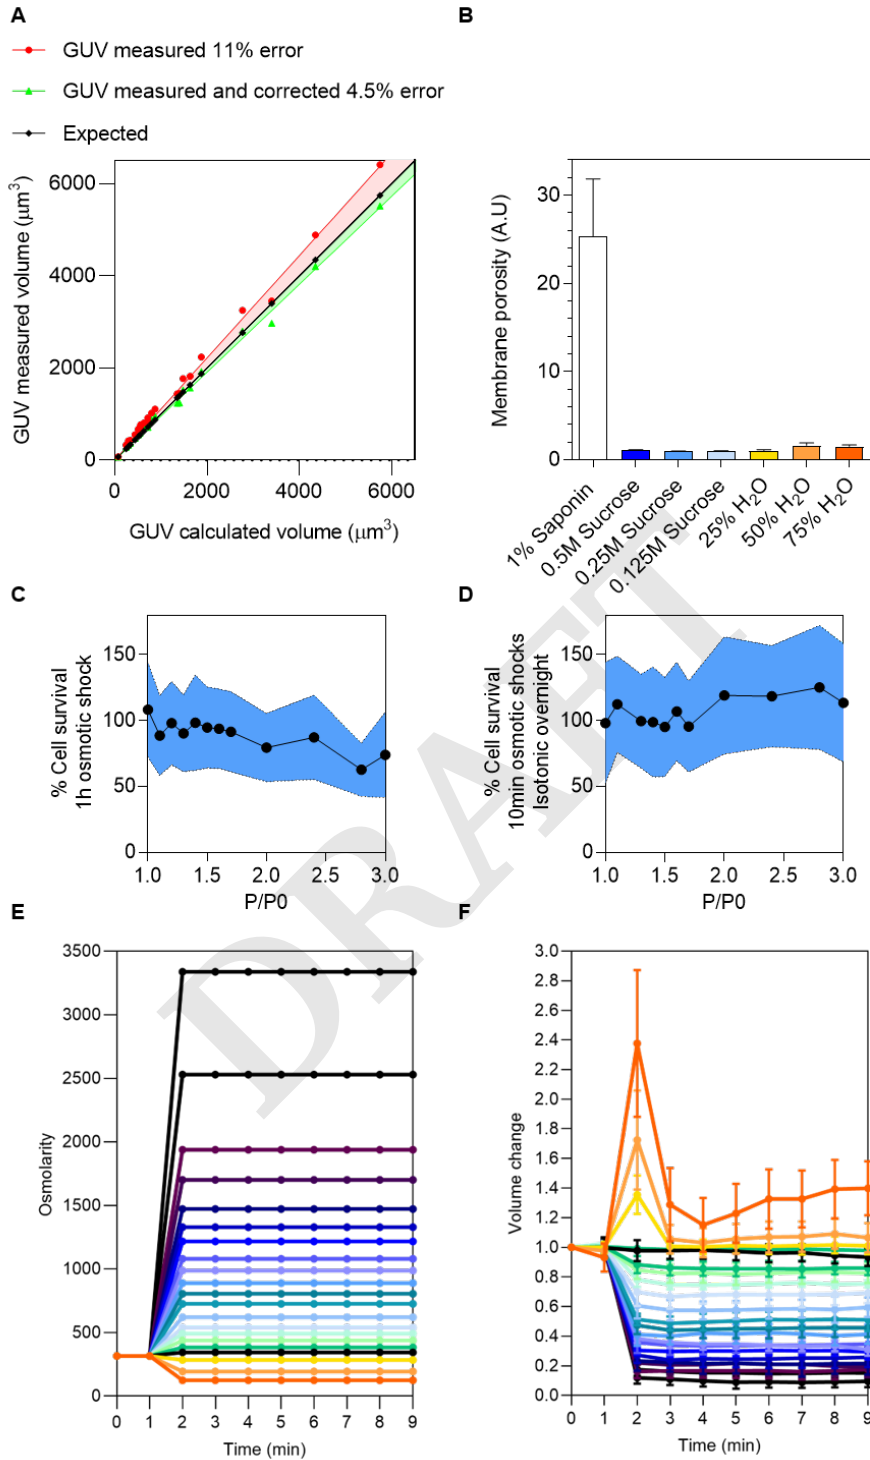 A
GUV measured 11% error
GUV measured and corrected 4.5% error
Expected
6000
4000
2000
0
GUV measured volume (μm³)
0 2000 4000 6000
GUV calculated volume (μm³)
B
30
20
10
0
Membrane porosity (A.U)
1% Saponin
0.5M Sucrose
0.25M Sucrose
0.125M Sucrose
25% H₂O
50% H₂O
75% H₂O
C
150
100
50
0
% Cell survival
1h osmotic shock
1.0 1.5 2.0 2.5 3.0
P/P0
D
150
100
50
0
% Cell survival
10min osmotic shocks
Isotonic overnight
1.0 1.5 2.0 2.5 3.0
P/P0
E
3500
3000
2500
2000
1500
1000
500
0
Osmolarity
0 1 2 3 4 5 6 7 8 9
Time (min)
F
3.0
2.8
2.6
2.4
2.2
2.0
1.8
1.6
1.4
1.2
1.0
0.8
0.6
0.4
0.2
0.0
Volume change
0 1 2 3 4 5 6 7 8 9
Time (min)
DRAFT